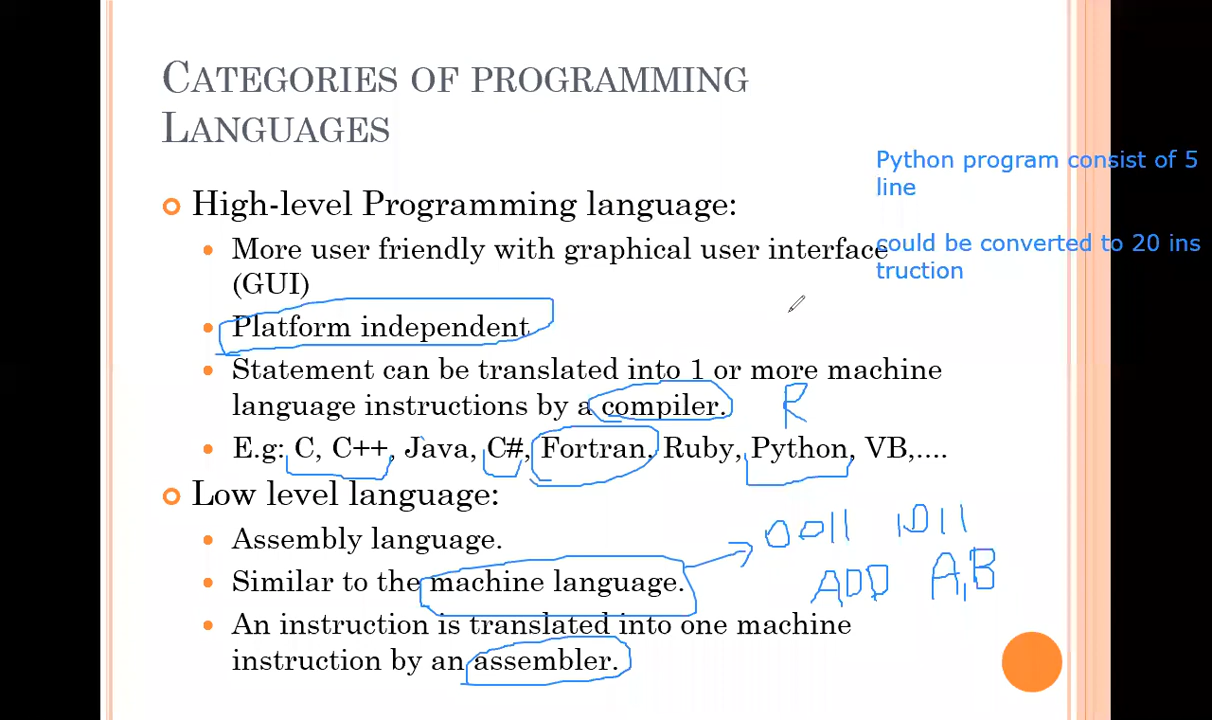 CATEGORIES OF PROGRAMMING
LANGUAGES
Python program consist of 5
line
High-level Programming language:
More user friendly with graphical user interface
(GUI)
could be converted to 20 ins
truction
Platform independent
Statement can be translated into 1 or more machine
language instructions by a compiler.
R
E.g: C, C++, Java, C#, Fortran, Ruby, Python, VB,....
Low level language:
Assembly language.
0011 1011
Similar to the machine language.
ADD A,B
An instruction is translated into one machine
instruction by an assembler.